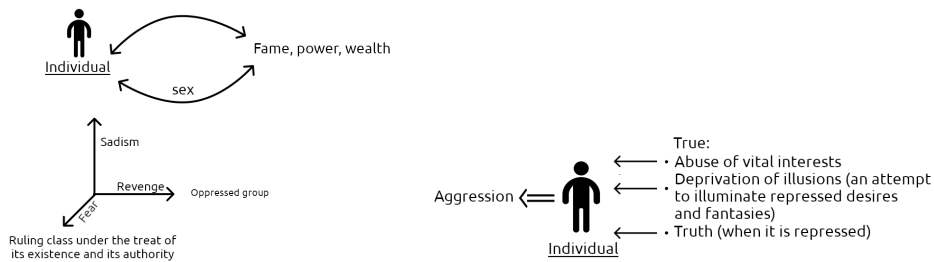 Individual
Fame, power, wealth
sex
Sadism
Revenge
Oppressed group
Fear
Ruling class under the treat of
its existence and its authority
Aggression
Individual
True:
• Abuse of vital interests
• Deprivation of illusions (an attempt
to illuminate repressed desires
and fantasies)
• Truth (when it is repressed)